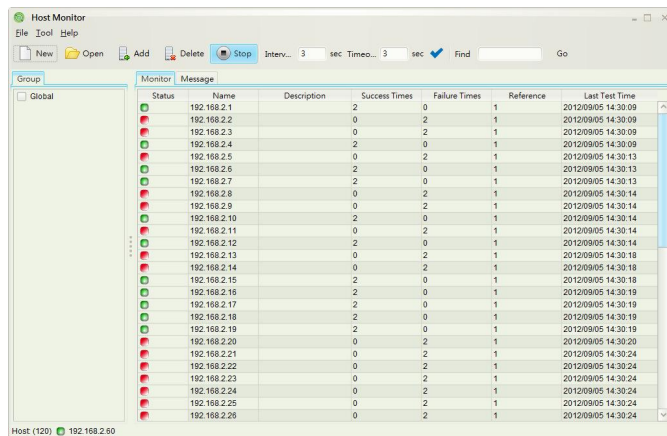 Host Monitor
File Tool Help
New Open Add Delete Stop Interv... 3 sec Timeo... 3 sec Find Go
Group Monitor Message
Global
Status Name Description Success Times Failure Times Reference Last Test Time
192.168.2.1 2 0 1 2012/09/05 14:30:09
192.168.2.2 0 2 1 2012/09/05 14:30:09
192.168.2.3 0 2 1 2012/09/05 14:30:09
192.168.2.4 2 0 1 2012/09/05 14:30:09
192.168.2.5 0 2 1 2012/09/05 14:30:13
192.168.2.6 2 0 1 2012/09/05 14:30:13
192.168.2.7 2 0 1 2012/09/05 14:30:13
192.168.2.8 0 2 1 2012/09/05 14:30:14
192.168.2.9 0 2 1 2012/09/05 14:30:14
192.168.2.10 2 0 1 2012/09/05 14:30:14
192.168.2.11 0 2 1 2012/09/05 14:30:14
192.168.2.12 2 0 1 2012/09/05 14:30:14
192.168.2.13 0 2 1 2012/09/05 14:30:18
192.168.2.14 0 2 1 2012/09/05 14:30:18
192.168.2.15 2 0 1 2012/09/05 14:30:18
192.168.2.16 2 0 1 2012/09/05 14:30:19
192.168.2.17 2 0 1 2012/09/05 14:30:19
192.168.2.18 2 0 1 2012/09/05 14:30:19
192.168.2.19 2 0 1 2012/09/05 14:30:19
192.168.2.20 0 2 1 2012/09/05 14:30:20
192.168.2.21 0 2 1 2012/09/05 14:30:24
192.168.2.22 0 2 1 2012/09/05 14:30:24
192.168.2.23 0 2 1 2012/09/05 14:30:24
192.168.2.24 0 2 1 2012/09/05 14:30:24
192.168.2.25 0 2 1 2012/09/05 14:30:24
192.168.2.26 0 2 1 2012/09/05 14:30:24
Host: (120) 192.168.2.60